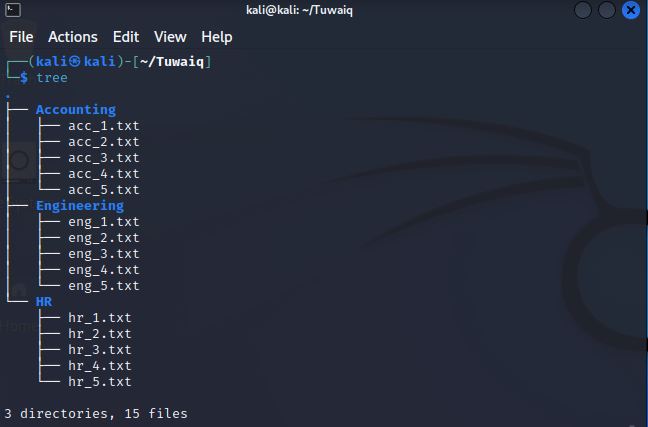 kali@kali: ~/Tuwaiq
File Actions Edit View Help
┌──(kali㉿kali)-[~/Tuwaiq]
└─$ tree
.
├── Accounting
│   ├── acc_1.txt
│   ├── acc_2.txt
│   ├── acc_3.txt
│   ├── acc_4.txt
│   └── acc_5.txt
├── Engineering
│   ├── eng_1.txt
│   ├── eng_2.txt
│   ├── eng_3.txt
│   ├── eng_4.txt
│   └── eng_5.txt
└── HR
    ├── hr_1.txt
    ├── hr_2.txt
    ├── hr_3.txt
    ├── hr_4.txt
    └── hr_5.txt
Home
3 directories, 15 files